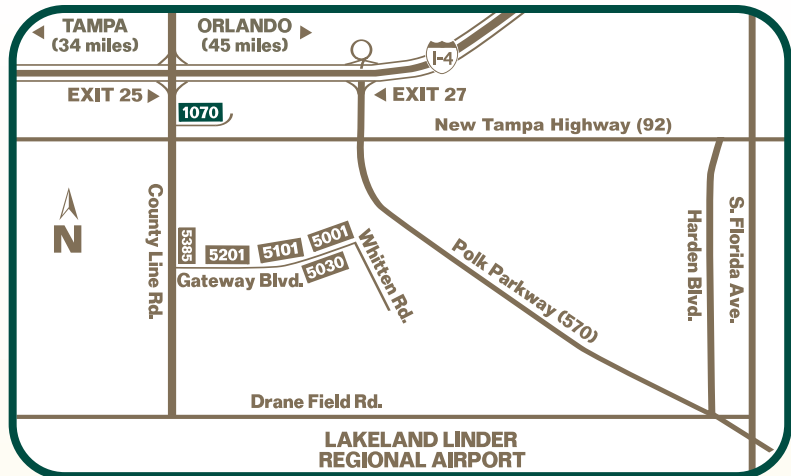 TAMPA
(34 miles)
ORLANDO
(45 miles)
I-4
EXIT 25
EXIT 27
1070
New Tampa Highway (92)
N
County Line Rd.
5385
5201
5101
5001
5030
Gateway Blvd.
Whitten Rd.
Polk Parkway (570)
Harden Blvd.
S. Florida Ave.
Drane Field Rd.
LAKELAND LINDER
REGIONAL AIRPORT